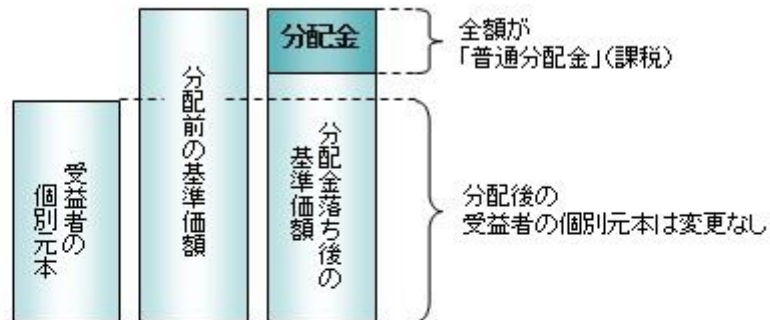 受益者の
個別元本
分配前の基準価額
分配金
分配金落ち後の
基準価額
全額が
「普通分配金」(課税)
分配後の
受益者の個別元本は変更なし